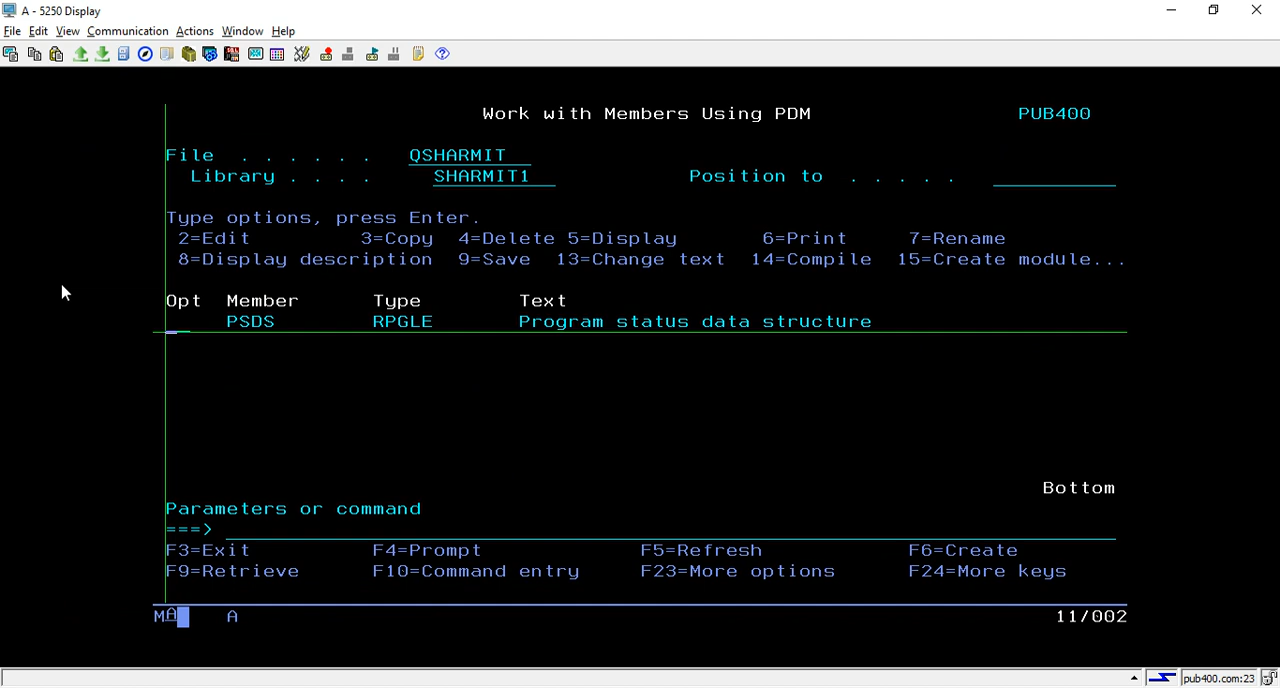 A - 5250 Display
File Edit View Communication Actions Window Help
Work with Members Using PDM PUB400
File . . . . . . QSHARMIT
Library . . . . SHARMIT1 Position to . . . . .
Type options, press Enter.
2=Edit 3=Copy 4=Delete 5=Display 6=Print 7=Rename
8=Display description 9=Save 13=Change text 14=Compile 15=Create module...
Opt Member Type Text
PSDS RPGLE Program status data structure
Bottom
Parameters or command
===>
F3=Exit F4=Prompt F5=Refresh F6=Create
F9=Retrieve F10=Command entry F23=More options F24=More keys
MA A 11/002
pub400.com:23